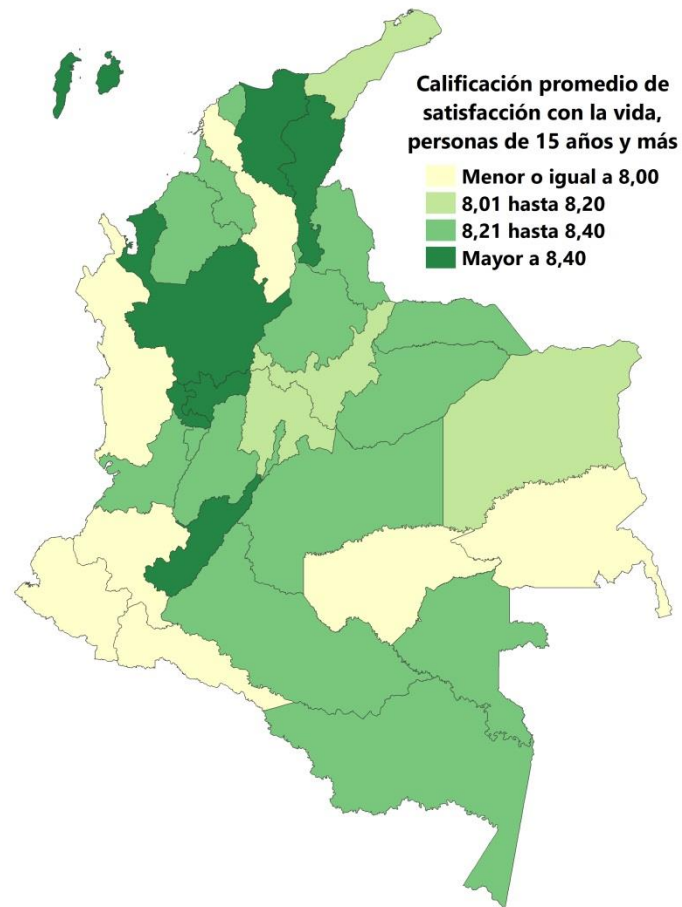 Calificación promedio de
satisfacción con la vida,
personas de 15 años y más
Menor o igual a 8,00
8,01 hasta 8,20
8,21 hasta 8,40
Mayor a 8,40